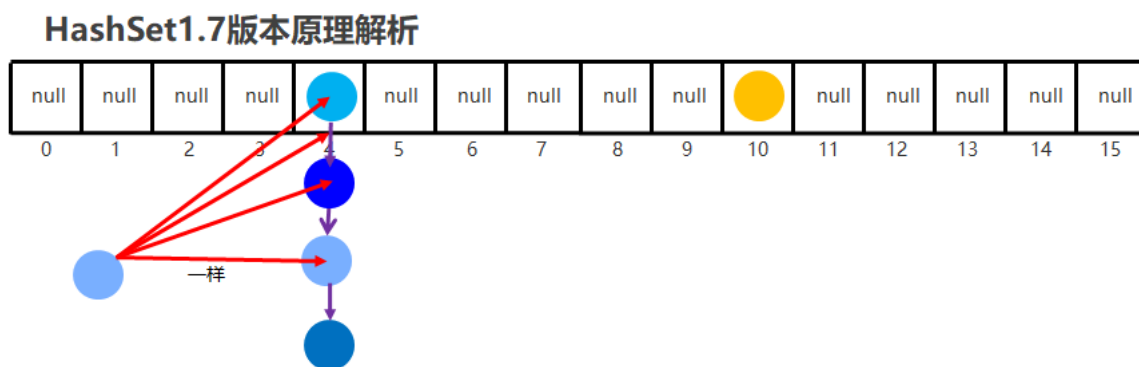 HashSet1.7版本原理解析
null null null null null null null null null null null null null null
0 1 2 3 4 5 6 7 8 9 10 11 12 13 14 15
一样